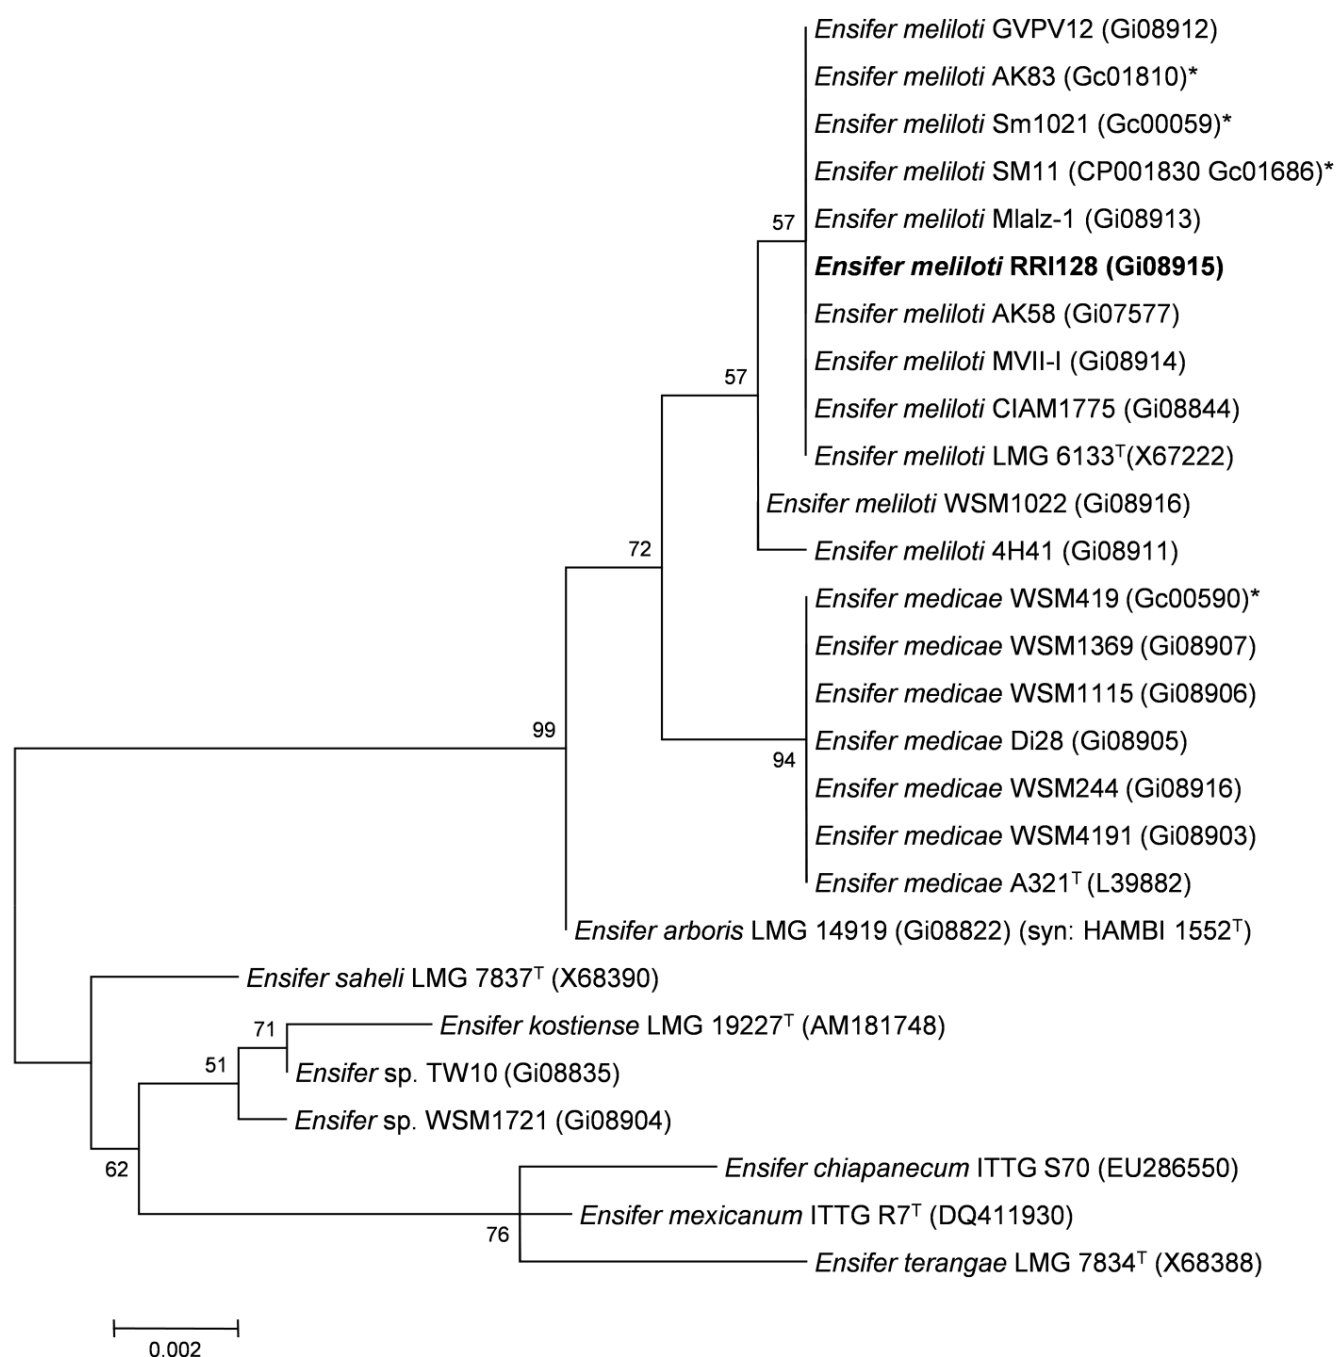 Ensifer meliloti GVPV12 (Gi08912)
Ensifer meliloti AK83 (Gc01810)*
Ensifer meliloti Sm1021 (Gc00059)*
Ensifer meliloti SM11 (CP001830 Gc01686)*
57
Ensifer meliloti Mlalz-1 (Gi08913)
Ensifer meliloti RRI128 (Gi08915)
Ensifer meliloti AK58 (Gi07577)
Ensifer meliloti MVII-I (Gi08914)
57
Ensifer meliloti CIAM1775 (Gi08844)
Ensifer meliloti LMG 6133ᵀ(X67222)
Ensifer meliloti WSM1022 (Gi08916)
72
Ensifer meliloti 4H41 (Gi08911)
Ensifer medicae WSM419 (Gc00590)*
Ensifer medicae WSM1369 (Gi08907)
Ensifer medicae WSM1115 (Gi08906)
99
Ensifer medicae Di28 (Gi08905)
94
Ensifer medicae WSM244 (Gi08916)
Ensifer medicae WSM4191 (Gi08903)
Ensifer medicae A321ᵀ (L39882)
Ensifer arboris LMG 14919 (Gi08822) (syn: HAMBI 1552ᵀ)
Ensifer saheli LMG 7837ᵀ (X68390)
71
Ensifer kostiense LMG 19227ᵀ (AM181748)
51
Ensifer sp. TW10 (Gi08835)
Ensifer sp. WSM1721 (Gi08904)
62
Ensifer chiapanecum ITTG S70 (EU286550)
Ensifer mexicanum ITTG R7ᵀ (DQ411930)
76
Ensifer terangae LMG 7834ᵀ (X68388)
0.002